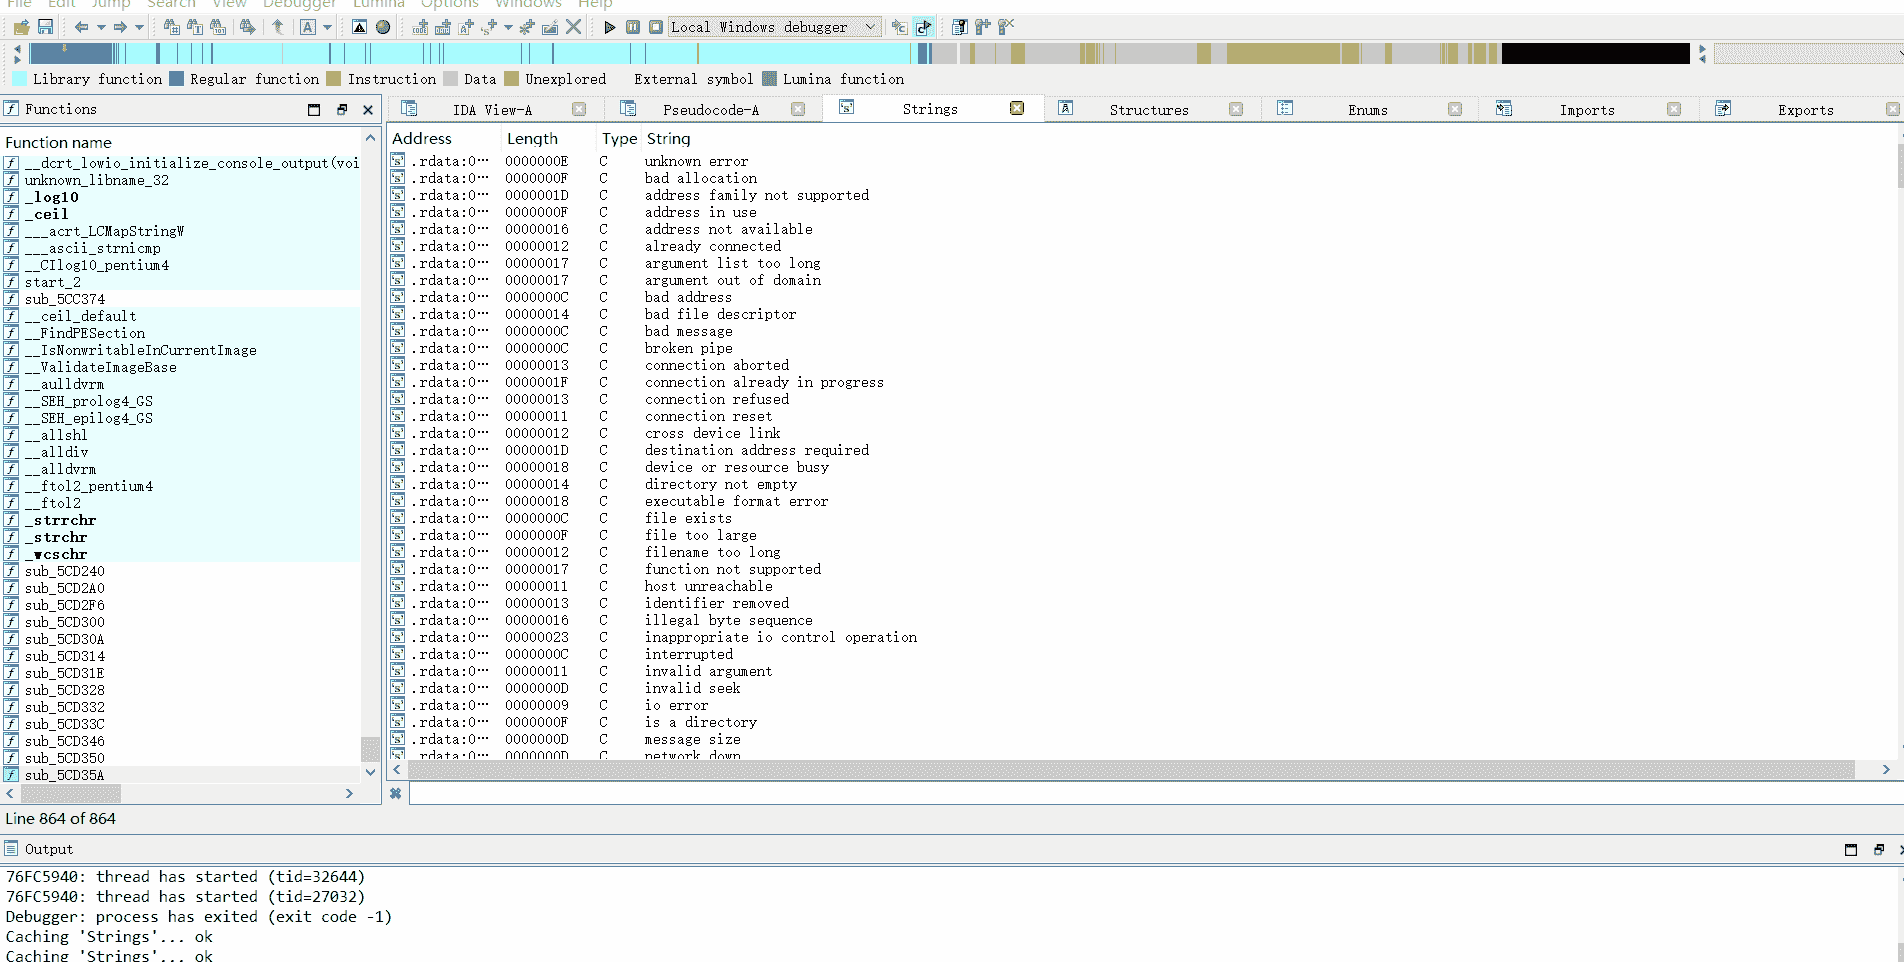 File Edit Jump Search View Debugger Lumina Options Windows Help
Local Windows debugger
Library function Regular function Instruction Data Unexplored External symbol Lumina function
Functions
IDA View-A Pseudocode-A Strings Structures Enums Imports Exports
Function name
__dcrt_lowio_initialize_console_output(voi
unknown_libname_32
_log10
_ceil
___acrt_LCMapStringW
___ascii_strnicmp
__CIlog10_pentium4
start_2
sub_5CC374
__ceil_default
__FindPESection
__IsNonwritableInCurrentImage
__ValidateImageBase
__aulldvrm
__SEH_prolog4_GS
__SEH_epilog4_GS
__allshl
__alldiv
__alldvrm
__ftol2_pentium4
__ftol2
_strrchr
_strchr
_wcschr
sub_5CD240
sub_5CD2A0
sub_5CD2F6
sub_5CD300
sub_5CD30A
sub_5CD314
sub_5CD31E
sub_5CD328
sub_5CD332
sub_5CD33C
sub_5CD346
sub_5CD350
sub_5CD35A
Line 864 of 864
Address Length Type String
.rdata:0… 0000000E C unknown error
.rdata:0… 0000000F C bad allocation
.rdata:0… 0000001D C address family not supported
.rdata:0… 0000000F C address in use
.rdata:0… 00000016 C address not available
.rdata:0… 00000012 C already connected
.rdata:0… 00000017 C argument list too long
.rdata:0… 00000017 C argument out of domain
.rdata:0… 0000000C C bad address
.rdata:0… 00000014 C bad file descriptor
.rdata:0… 0000000C C bad message
.rdata:0… 0000000C C broken pipe
.rdata:0… 00000013 C connection aborted
.rdata:0… 0000001F C connection already in progress
.rdata:0… 00000013 C connection refused
.rdata:0… 00000011 C connection reset
.rdata:0… 00000012 C cross device link
.rdata:0… 0000001D C destination address required
.rdata:0… 00000018 C device or resource busy
.rdata:0… 00000014 C directory not empty
.rdata:0… 00000018 C executable format error
.rdata:0… 0000000C C file exists
.rdata:0… 0000000F C file too large
.rdata:0… 00000012 C filename too long
.rdata:0… 00000017 C function not supported
.rdata:0… 00000011 C host unreachable
.rdata:0… 00000013 C identifier removed
.rdata:0… 00000016 C illegal byte sequence
.rdata:0… 00000023 C inappropriate io control operation
.rdata:0… 0000000C C interrupted
.rdata:0… 00000011 C invalid argument
.rdata:0… 0000000D C invalid seek
.rdata:0… 00000009 C io error
.rdata:0… 0000000F C is a directory
.rdata:0… 0000000D C message size
.rdata:0… 0000000D C network down
Output
76FC5940: thread has started (tid=32644)
76FC5940: thread has started (tid=27032)
Debugger: process has exited (exit code -1)
Caching 'Strings'... ok
Caching 'Strings'... ok